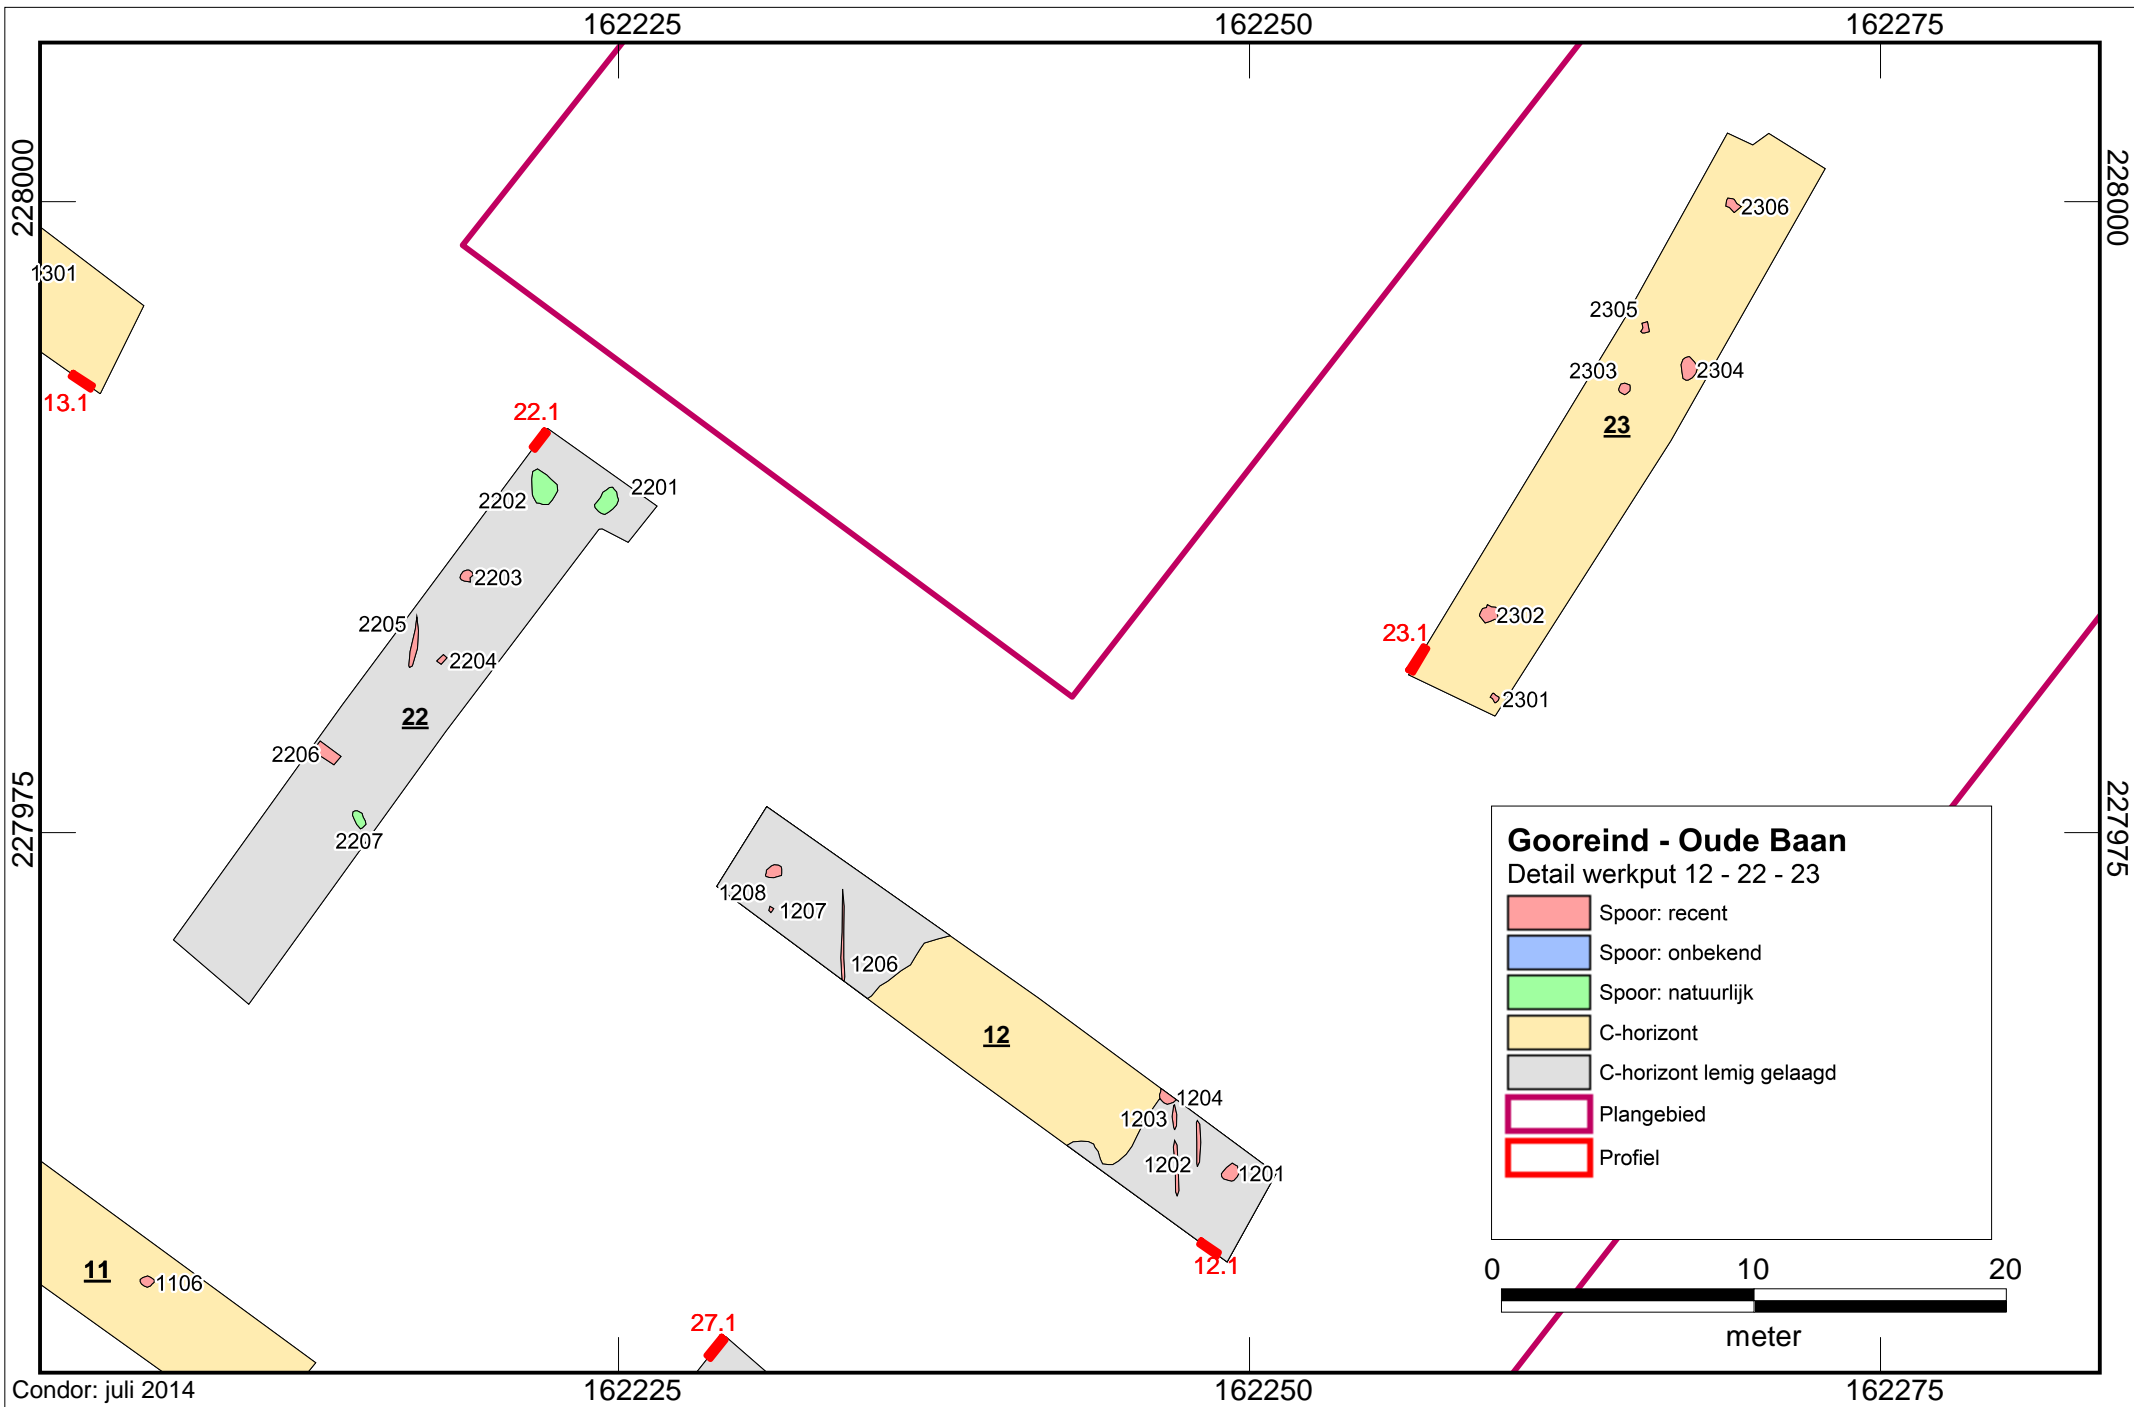 162225 162250 162275
228000 228000
1301
2306
2305
2303 2304
13.1
22.1
23
2202 2201
2203
2205
2204
22
2206
2207
23.1
2302
2301
227975 227975
1208 1207
1206
12
1204
1203
1202 1201
12.1
11 1106
27.1
Gooreind - Oude Baan
Detail werkput 12 - 22 - 23
Spoor: recent
Spoor: onbekend
Spoor: natuurlijk
C-horizont
C-horizont lemig gelaagd
Plangebied
Profiel
0 10 20
meter
Condor: juli 2014
162225 162250 162275